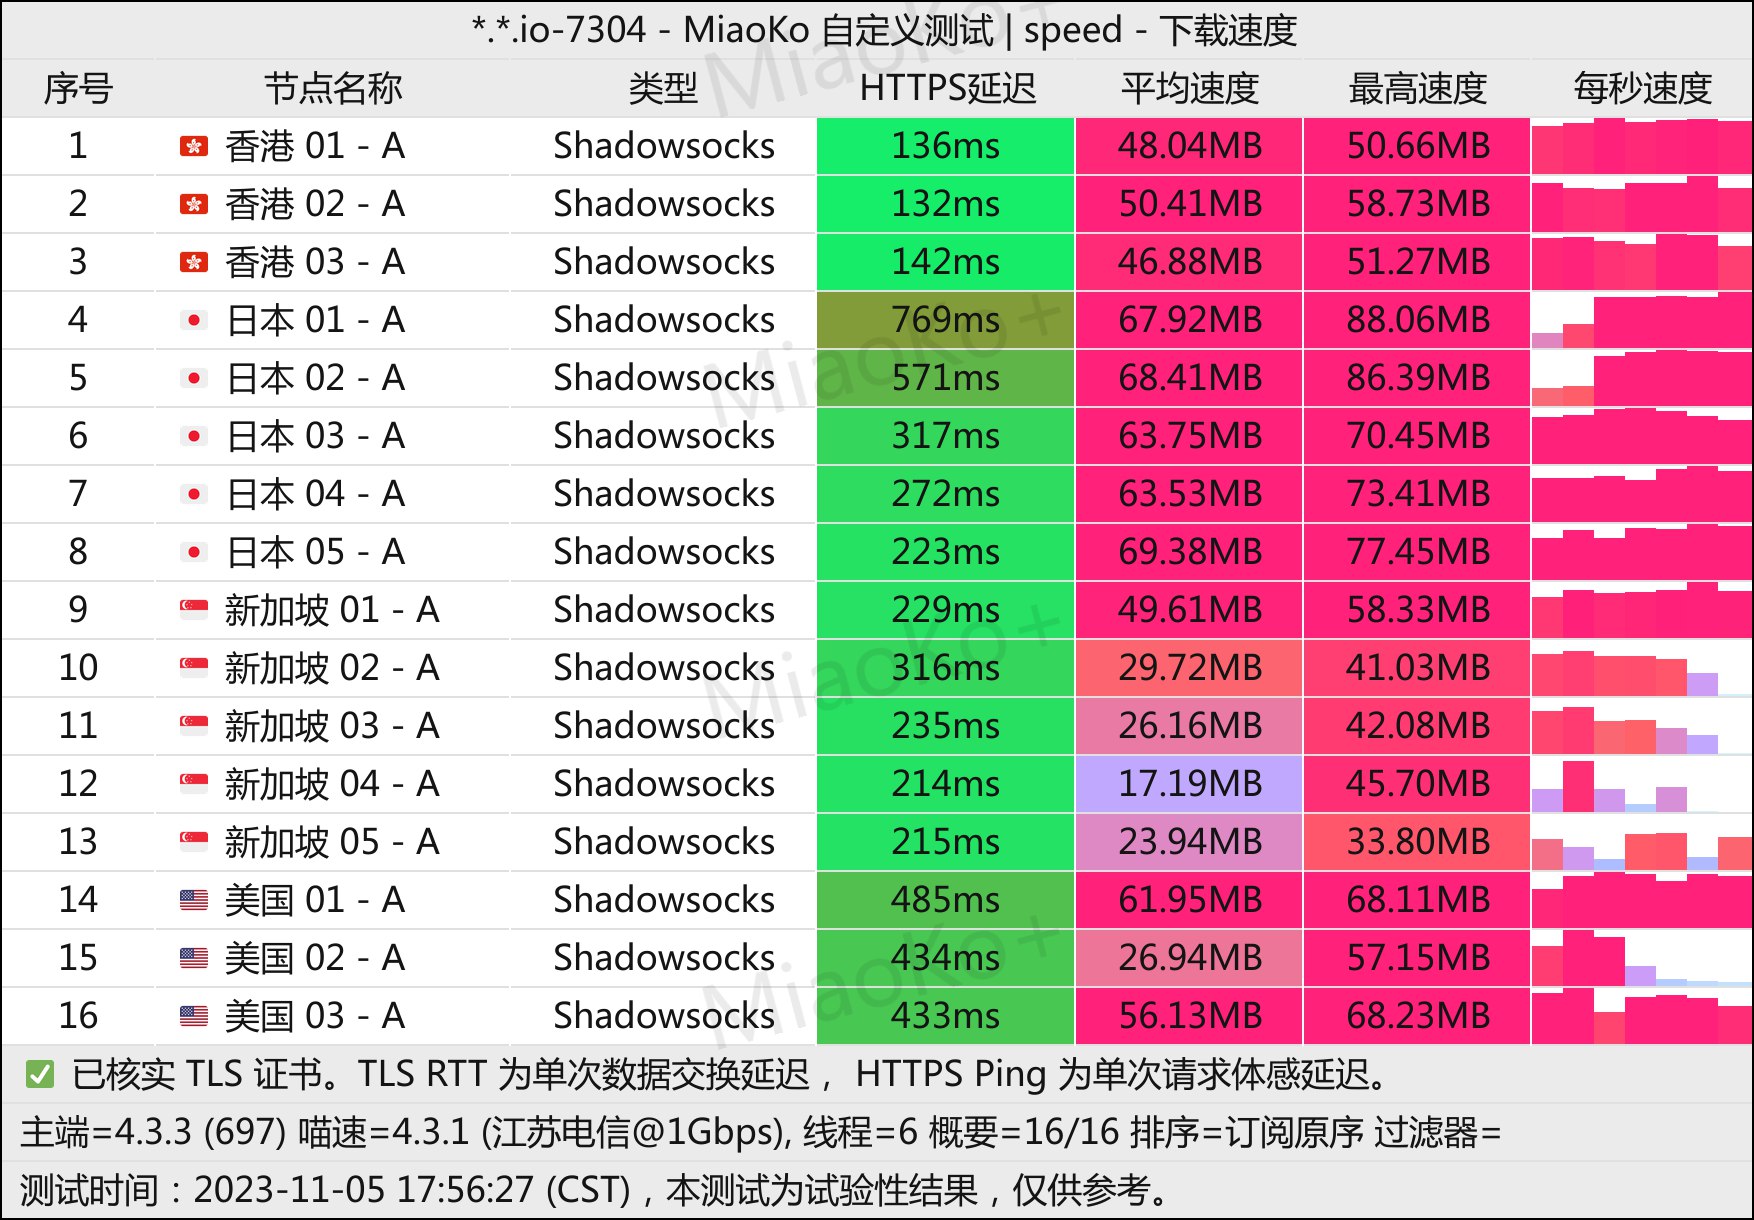 *.*.io-7304 - MiaoKo 自定义测试 | speed - 下载速度
序号 节点名称 类型 HTTPS延迟 平均速度 最高速度 每秒速度
1 香港 01 - A Shadowsocks 136ms 48.04MB 50.66MB
2 香港 02 - A Shadowsocks 132ms 50.41MB 58.73MB
3 香港 03 - A Shadowsocks 142ms 46.88MB 51.27MB
4 日本 01 - A Shadowsocks 769ms 67.92MB 88.06MB
5 日本 02 - A Shadowsocks 571ms 68.41MB 86.39MB
6 日本 03 - A Shadowsocks 317ms 63.75MB 70.45MB
7 日本 04 - A Shadowsocks 272ms 63.53MB 73.41MB
8 日本 05 - A Shadowsocks 223ms 69.38MB 77.45MB
9 新加坡 01 - A Shadowsocks 229ms 49.61MB 58.33MB
10 新加坡 02 - A Shadowsocks 316ms 29.72MB 41.03MB
11 新加坡 03 - A Shadowsocks 235ms 26.16MB 42.08MB
12 新加坡 04 - A Shadowsocks 214ms 17.19MB 45.70MB
13 新加坡 05 - A Shadowsocks 215ms 23.94MB 33.80MB
14 美国 01 - A Shadowsocks 485ms 61.95MB 68.11MB
15 美国 02 - A Shadowsocks 434ms 26.94MB 57.15MB
16 美国 03 - A Shadowsocks 433ms 56.13MB 68.23MB
✅ 已核实 TLS 证书。TLS RTT 为单次数据交换延迟，HTTPS Ping 为单次请求体感延迟。
主端=4.3.3 (697) 喵速=4.3.1 (江苏电信@1Gbps), 线程=6 概要=16/16 排序=订阅原序 过滤器=
测试时间：2023-11-05 17:56:27 (CST)，本测试为试验性结果，仅供参考。
MiaoKo+
MiaoKo+
MiaoKo+
MiaoKo+